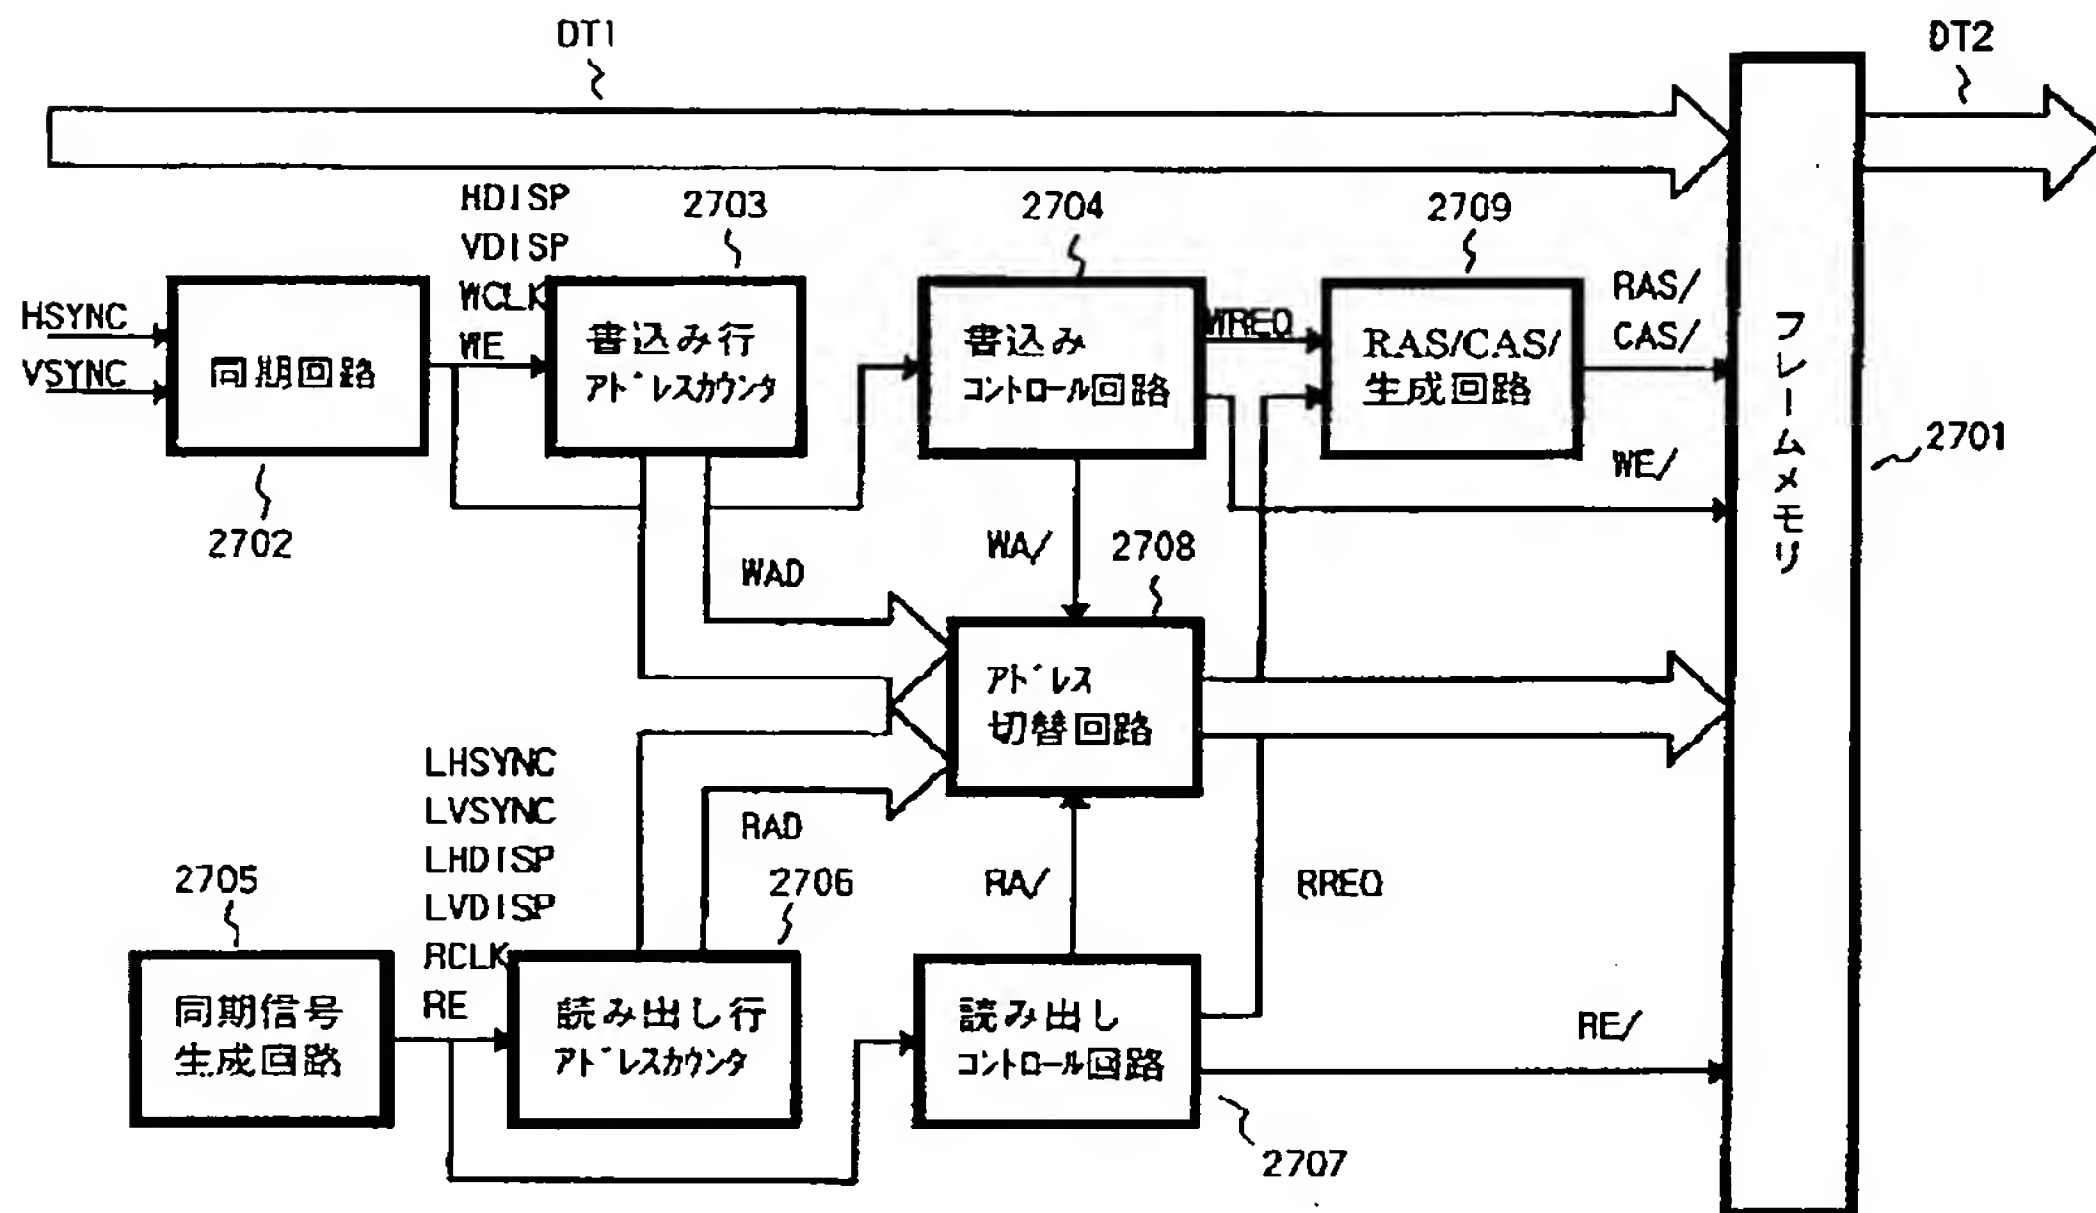 DT1
DT2
HDISP
VDISP
WCLK
WE
2703
2704
2709
HSYNC
VSYNC
同期回路
2702
書込み行
アドレスカウンタ
書込み
コントロール回路
WREQ
RAS/CAS/
生成回路
RAS/
CAS/
WE/
フレームメモリ
2701
WAD
WA/
2708
アドレス
切替回路
LHSYNC
LVSYNC
LHDISP
LVDISP
RCLK
RE
RAD
2706
RA/
RREQ
2705
同期信号
生成回路
読み出し行
アドレスカウンタ
読み出し
コントロール回路
RE/
2707